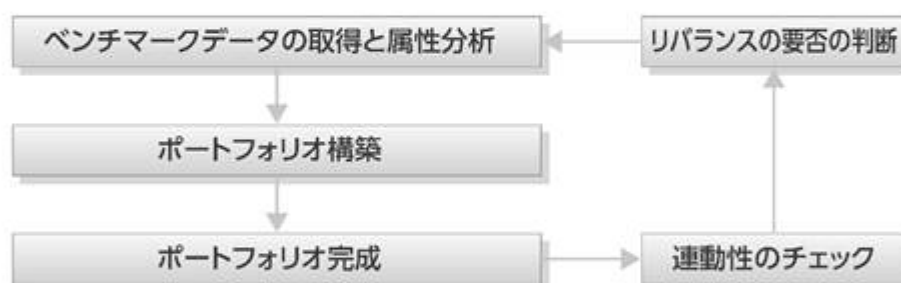 ベンチマークデータの取得と属性分析
リバランスの要否の判断
ポートフォリオ構築
ポートフォリオ完成
連動性のチェック